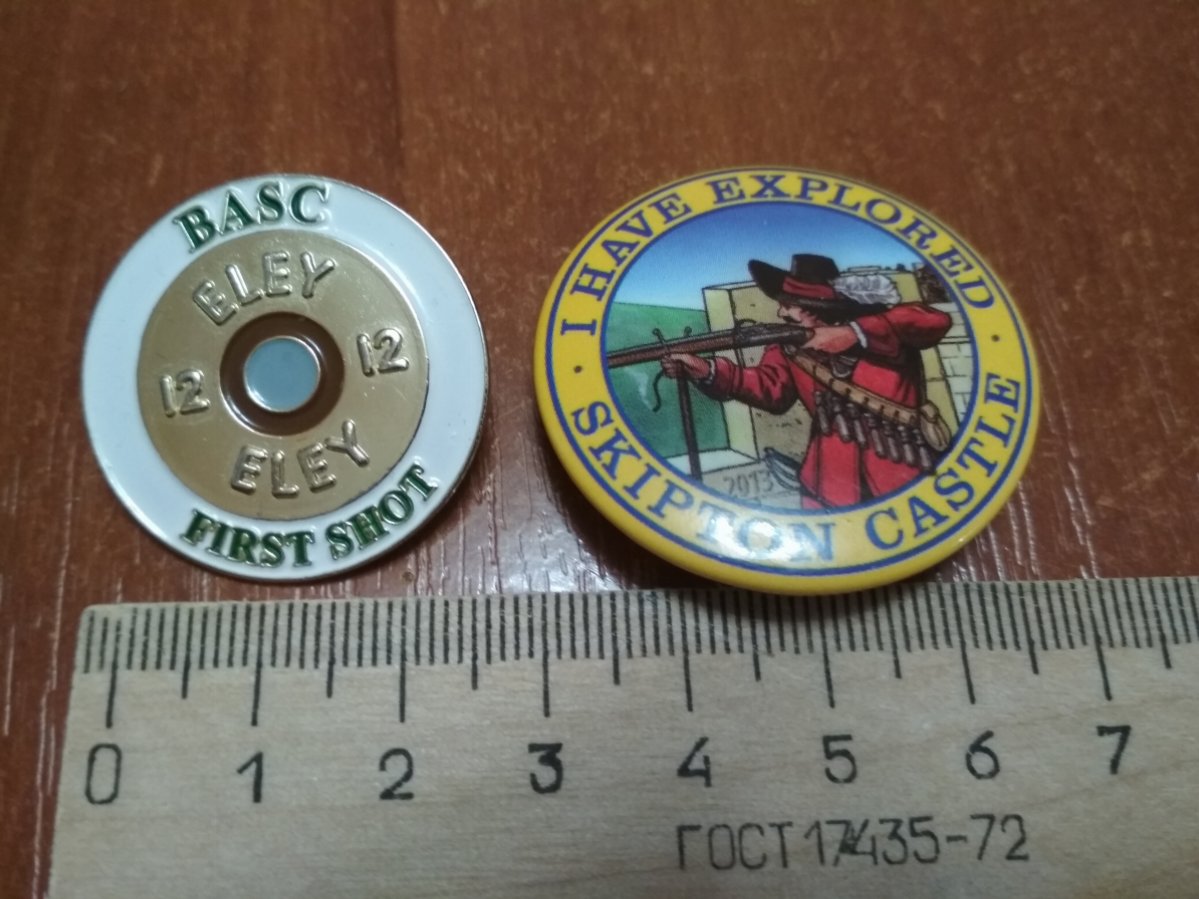 BASC
ELEY
12 12
ELEY
FIRST SHOT
· I HAVE EXPLORED ·
SKIPTON CASTLE
2013
0 1 2 3 4 5 6 7
ГОСТ 17435-72